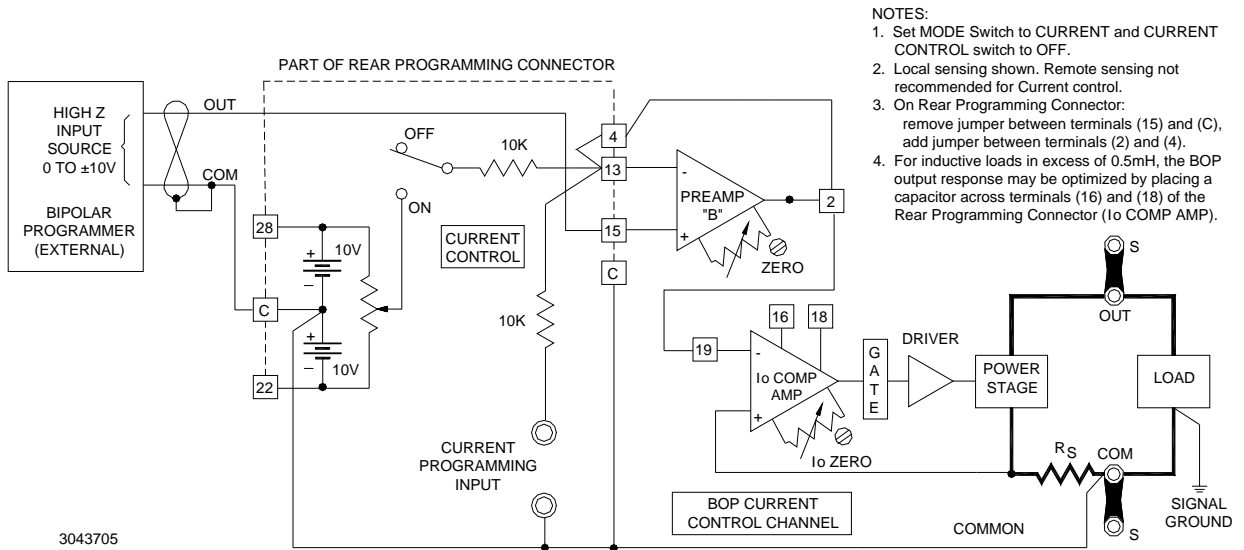 NOTES:
1. Set MODE Switch to CURRENT and CURRENT
CONTROL switch to OFF.
2. Local sensing shown. Remote sensing not
recommended for Current control.
3. On Rear Programming Connector:
remove jumper between terminals (15) and (C),
add jumper between terminals (2) and (4).
4. For inductive loads in excess of 0.5mH, the BOP
output response may be optimized by placing a
capacitor across terminals (16) and (18) of the
Rear Programming Connector (Io COMP AMP).
PART OF REAR PROGRAMMING CONNECTOR
HIGH Z
INPUT
SOURCE
0 TO ±10V
BIPOLAR
PROGRAMMER
(EXTERNAL)
OUT
COM
28
C
22
+
10V
–
+
10V
–
OFF
ON
10K
CURRENT
CONTROL
10K
4
13
15
C
-
PREAMP
"B"
+
ZERO
2
19
16
18
-
Io COMP
AMP
+
Io ZERO
GATE
DRIVER
POWER
STAGE
LOAD
S
OUT
RS
COM
S
SIGNAL
GROUND
CURRENT
PROGRAMMING
INPUT
BOP CURRENT
CONTROL CHANNEL
COMMON
3043705